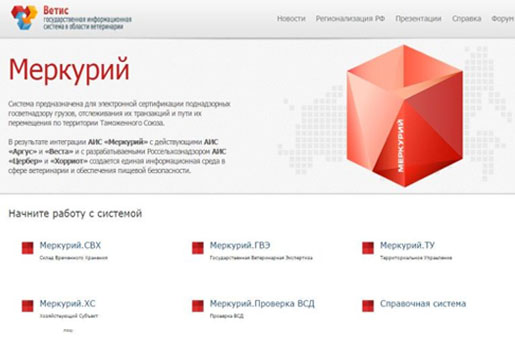 Ветис
государственная информационная
система в области ветеринарии
Новости Регионализация РФ Презентации Справка Форум
Меркурий
Система предназначена для электронной сертификации поднадзорных
госветнадзору грузов, отслеживания их транзакций и пути их
перемещения по территории Таможенного Союза.
В результате интеграции АИС «Меркурий» с действующими АИС
«Аргус» и «Веста» и с разрабатываемыми Россельхознадзором АИС
«Цербер» и «Хорриот» создается единая информационная среда в
сфере ветеринарии и обеспечения пищевой безопасности.
МЕРКУРИЙ
Начните работу с системой
Меркурий.СВХ Меркурий.ГВЭ Меркурий.ТУ
Склад Временного Хранения Государственная Ветеринарная Экспертиза Территориальное Управление
Меркурий.ХС Меркурий.Проверка ВСД Справочная система
Хозяйствующий Субъект Проверка ВСД